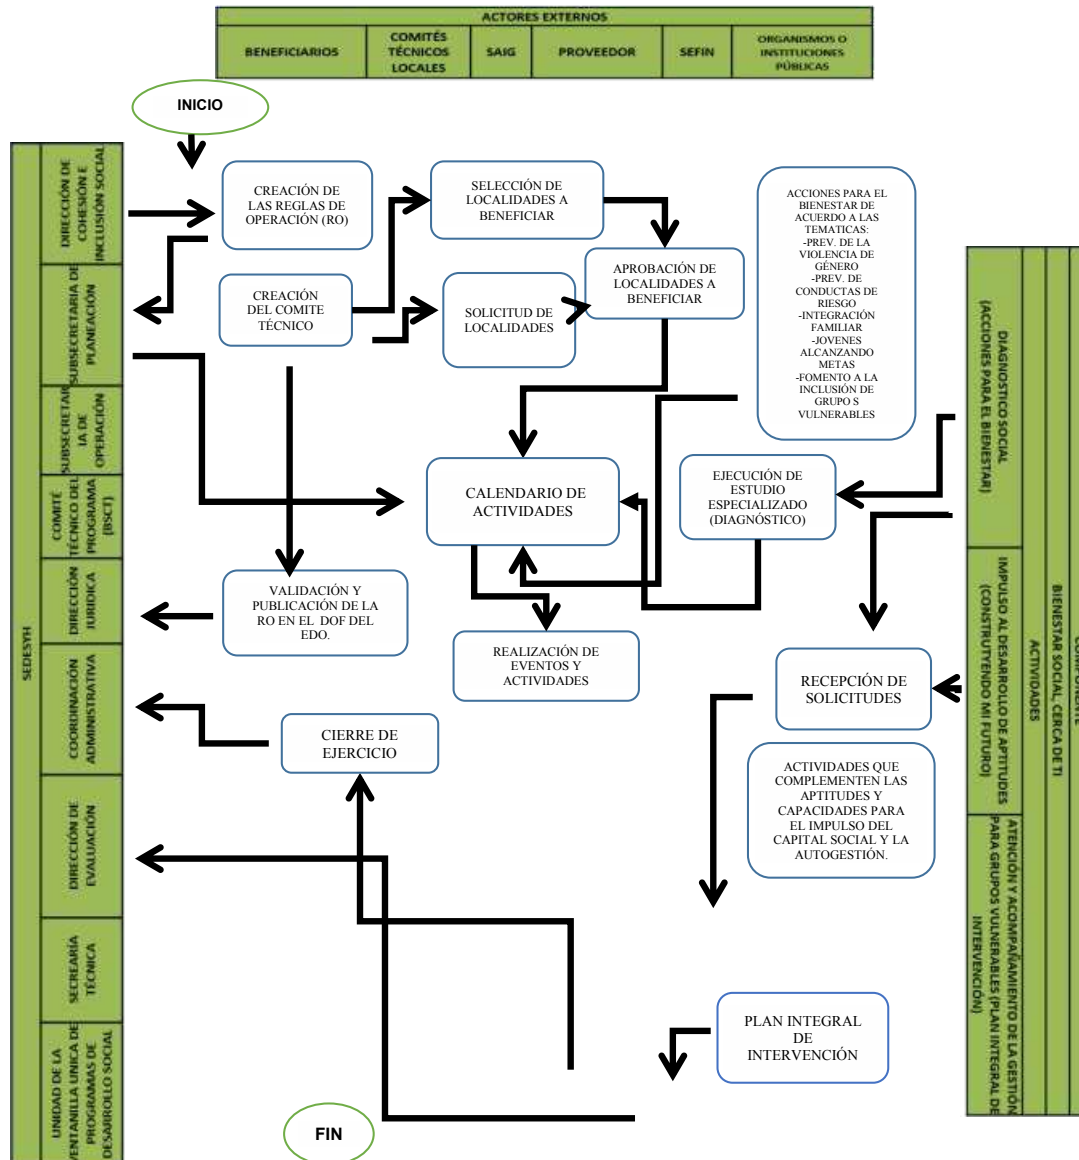 ACTORES EXTERNOS
BENEFICIARIOS
COMITÉS
TÉCNICOS
LOCALES
SAIG
PROVEEDOR
SEFIN
ORGANISMOS O
INSTITUCIONES
PÚBLICAS
INICIO
SEDESYH
DIRECCIÓN DE
COHESIÓN E
INCLUSIÓN SOCIAL
SUBSECRETARIA DE
PLANEACIÓN
SUBSECRETAR
IA DE
OPERACIÓN
COMITÉ
TÉCNICO DEL
PROGRAMA
(BSCT)
DIRECCIÓN
JURIDICA
COORDINACIÓN
ADMINISTRATIVA
DIRECCIÓN DE
EVALUACIÓN
SECREARÍA
TÉCNICA
UNIDAD DE LA
VENTANILLA UNICA DE
PROGRAMAS DE
DESARROLLO SOCIAL
CREACIÓN DE
LAS REGLAS DE
OPERACIÓN (RO)
SELECCIÓN DE
LOCALIDADES A
BENEFICIAR
ACCIONES PARA EL
BIENESTAR DE
ACUERDO A LAS
TEMATICAS:
-PREV. DE LA
VIOLENCIA DE
GÉNERO
-PREV. DE
CONDUCTAS DE
RIESGO
-INTEGRACIÓN
FAMILIAR
-JOVENES
ALCANZANDO
METAS
-FOMENTO A LA
INCLUSIÓN DE
GRUPO S
VULNERABLES
CREACIÓN
DEL COMITE
TÉCNICO
SOLICITUD DE
LOCALIDADES
APROBACIÓN DE
LOCALIDADES A
BENEFICIAR
CALENDARIO DE
ACTIVIDADES
EJECUCIÓN DE
ESTUDIO
ESPECIALIZADO
(DIAGNÓSTICO)
VALIDACIÓN Y
PUBLICACIÓN DE LA
RO EN EL DOF DEL
EDO.
REALIZACIÓN DE
EVENTOS Y
ACTIVIDADES
RECEPCIÓN DE
SOLICITUDES
CIERRE DE
EJERCICIO
ACTIVIDADES QUE
COMPLEMENTEN LAS
APTITUDES Y
CAPACIDADES PARA
EL IMPULSO DEL
CAPITAL SOCIAL Y LA
AUTOGESTIÓN.
PLAN INTEGRAL
DE
INTERVENCIÓN
FIN
COMPONENTE
BIENESTAR SOCIAL, CERCA DE TI
ACTIVIDADES
DIAGNOSTICO SOCIAL
(ACCIONES PARA EL BIENESTAR)
IMPULSO AL DESARROLLO DE APTITUDES
(CONSTRUTYENDO MI FUTURO)
ATENCIÓN Y ACOMPAÑAMIENTO DE LA GESTIÓN
PARA GRUPOS VULNERABLES (PLAN INTEGRAL DE
INTERVENCIÓN)